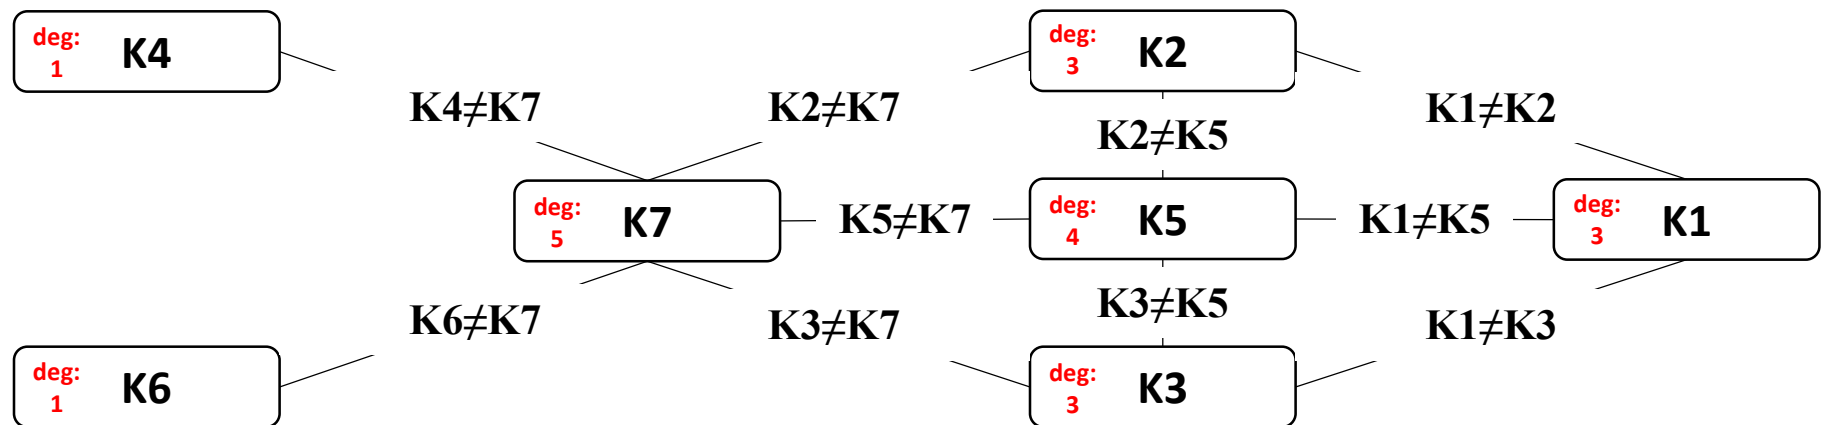 deg:
1
K4
deg:
3
K2
K4≠K7
K2≠K7
K1≠K2
K2≠K5
deg:
5
K7
K5≠K7
deg:
4
K5
K1≠K5
deg:
3
K1
K6≠K7
K3≠K7
K3≠K5
K1≠K3
deg:
1
K6
deg:
3
K3